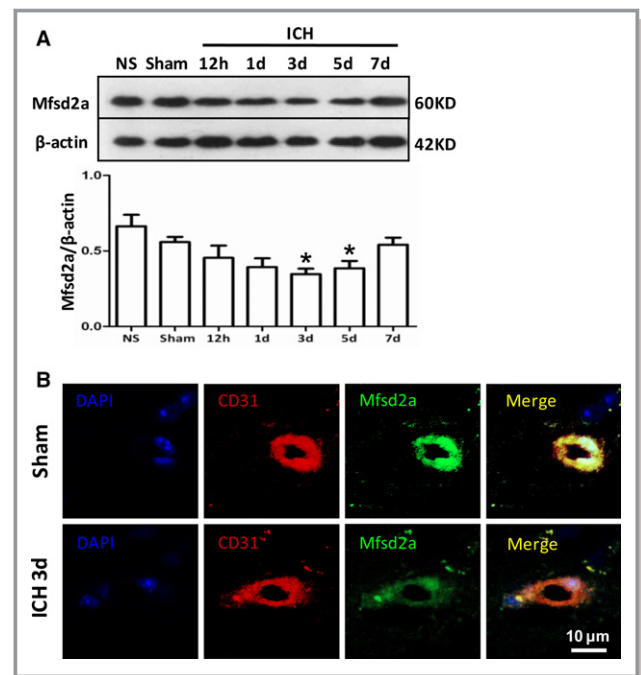 A
ICH
NS Sham 12h 1d 3d 5d 7d
Mfsd2a 60KD
β-actin 42KD
1.0
0.5
0.0
Mfsd2a/β-actin
* *
NS Sham 12h 1d 3d 5d 7d
B
DAPI CD31 Mfsd2a Merge
Sham
DAPI CD31 Mfsd2a Merge
ICH 3d
10 μm